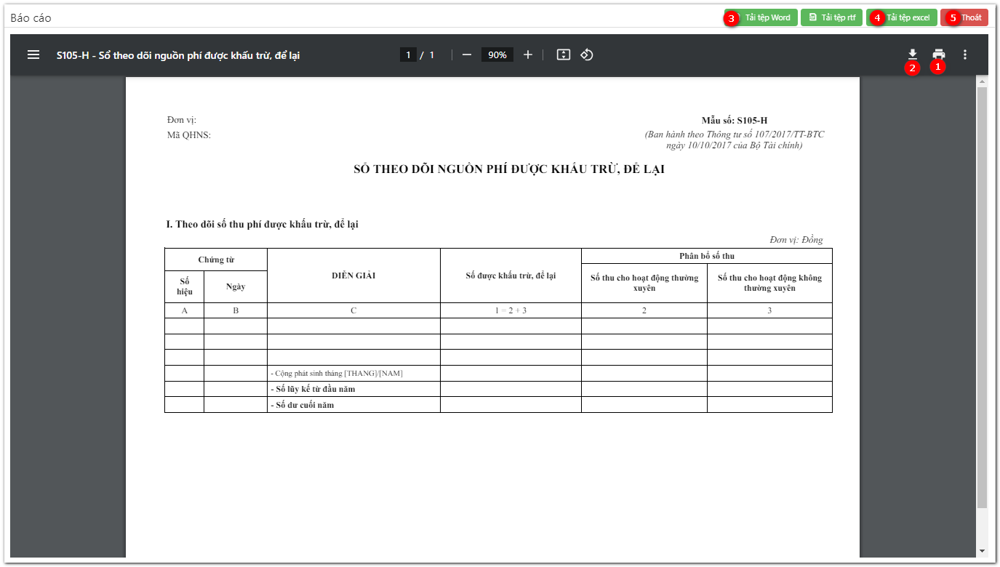 Báo cáo
3 Tải tệp Word
Tải tệp rtf
4 Tải tệp excel
5 Thoát
S105-H - Sổ theo dõi nguồn phí được khấu trừ, để lại
1 / 1
90%
2
1
Đơn vị:
Mã QHNS:
Mẫu số: S105-H
(Ban hành theo Thông tư số 107/2017/TT-BTC
ngày 10/10/2017 của Bộ Tài chính)
SỔ THEO DÕI NGUỒN PHÍ ĐƯỢC KHẤU TRỪ, ĐỂ LẠI
I. Theo dõi số thu phí được khấu trừ, để lại
Đơn vị: Đồng
Chứng từ
Số
hiệu
Ngày
DIỄN GIẢI
Số được khấu trừ, để lại
Phân bổ số thu
Số thu cho hoạt động thường
xuyên
Số thu cho hoạt động không
thường xuyên
A
B
C
1 = 2 + 3
2
3
- Cộng phát sinh tháng [THANG]/[NAM]
- Số lũy kế từ đầu năm
- Số dư cuối năm